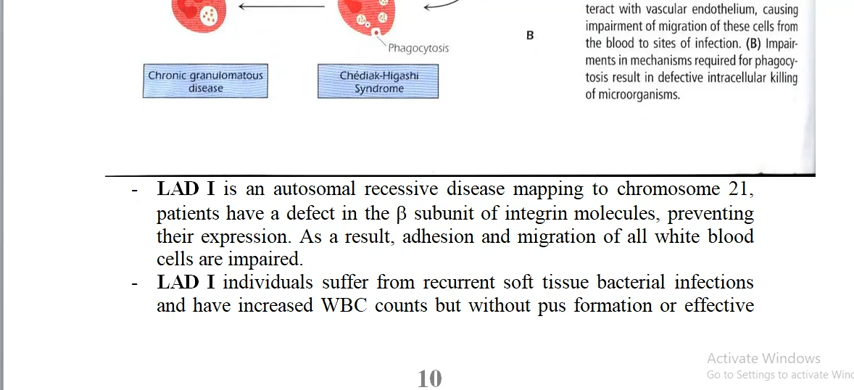 teract with vascular endothelium, causing
impairment of migration of these cells from
the blood to sites of infection. (B) Impair-
ments in mechanisms required for phagocy-
tosis result in defective intracellular killing
of microorganisms.
B
Phagocytosis
Chronic granulomatous
disease
Chédiak-Higashi
Syndrome
- LAD I is an autosomal recessive disease mapping to chromosome 21,
patients have a defect in the β subunit of integrin molecules, preventing
their expression. As a result, adhesion and migration of all white blood
cells are impaired.
- LAD I individuals suffer from recurrent soft tissue bacterial infections
and have increased WBC counts but without pus formation or effective
10
Activate Windows
Go to Settings to activate Winc